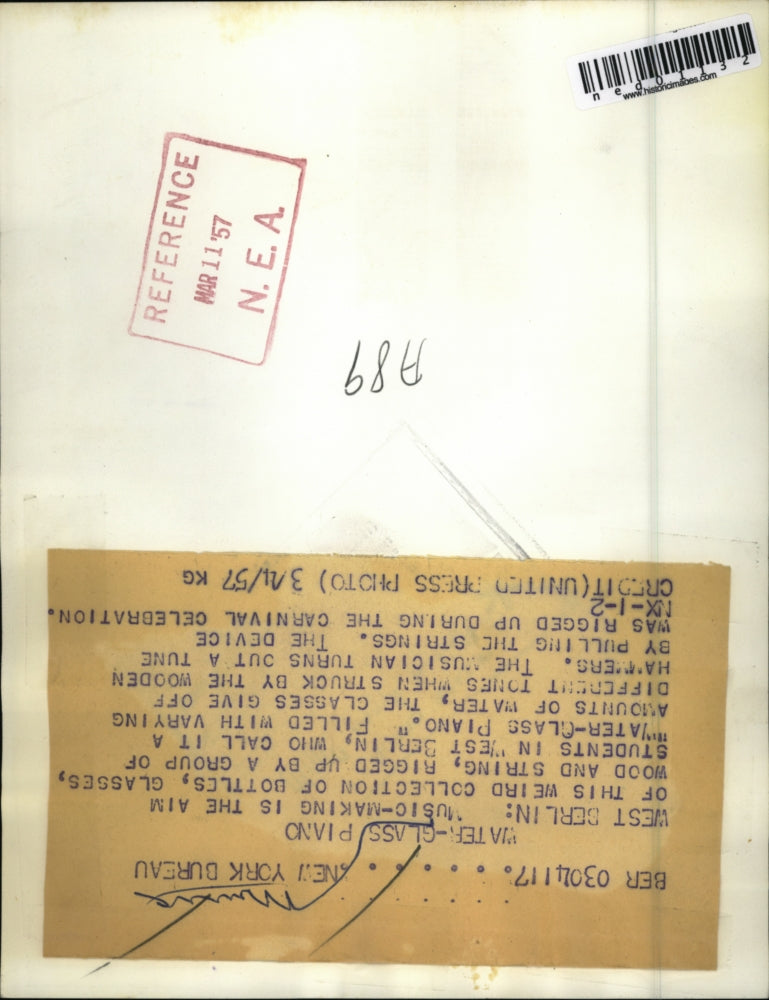 ned01132
www.historicimages.com
REFERENCE
MAR 11 '57
N. E. A.
A89
BER 0304117. . . . . . . NEW YORK BUREAU
WATER-GLASS PIANO
WEST BERLIN: MUSIC-MAKING IS THE AIM
OF THIS WEIRD COLLECTION OF BOTTLES, GLASSES,
WOOD AND STRING, RIGGED UP BY A GROUP OF
STUDENTS IN WEST BERLIN, WHO CALL IT A
"WATER-GLASS PIANO." FILLED WITH VARYING
AMOUNTS OF WATER, THE GLASSES GIVE OFF
DIFFERENT TONES WHEN STRUCK BY THE WOODEN
HAMMERS. THE MUSICIAN TURNS OUT A TUNE
BY PULLING THE STRINGS. THE DEVICE
WAS RIGGED UP DURING THE CARNIVAL CELEBRATION.
NX-1-2
CREDIT (UNITED PRESS PHOTO) 3/4/57 KG